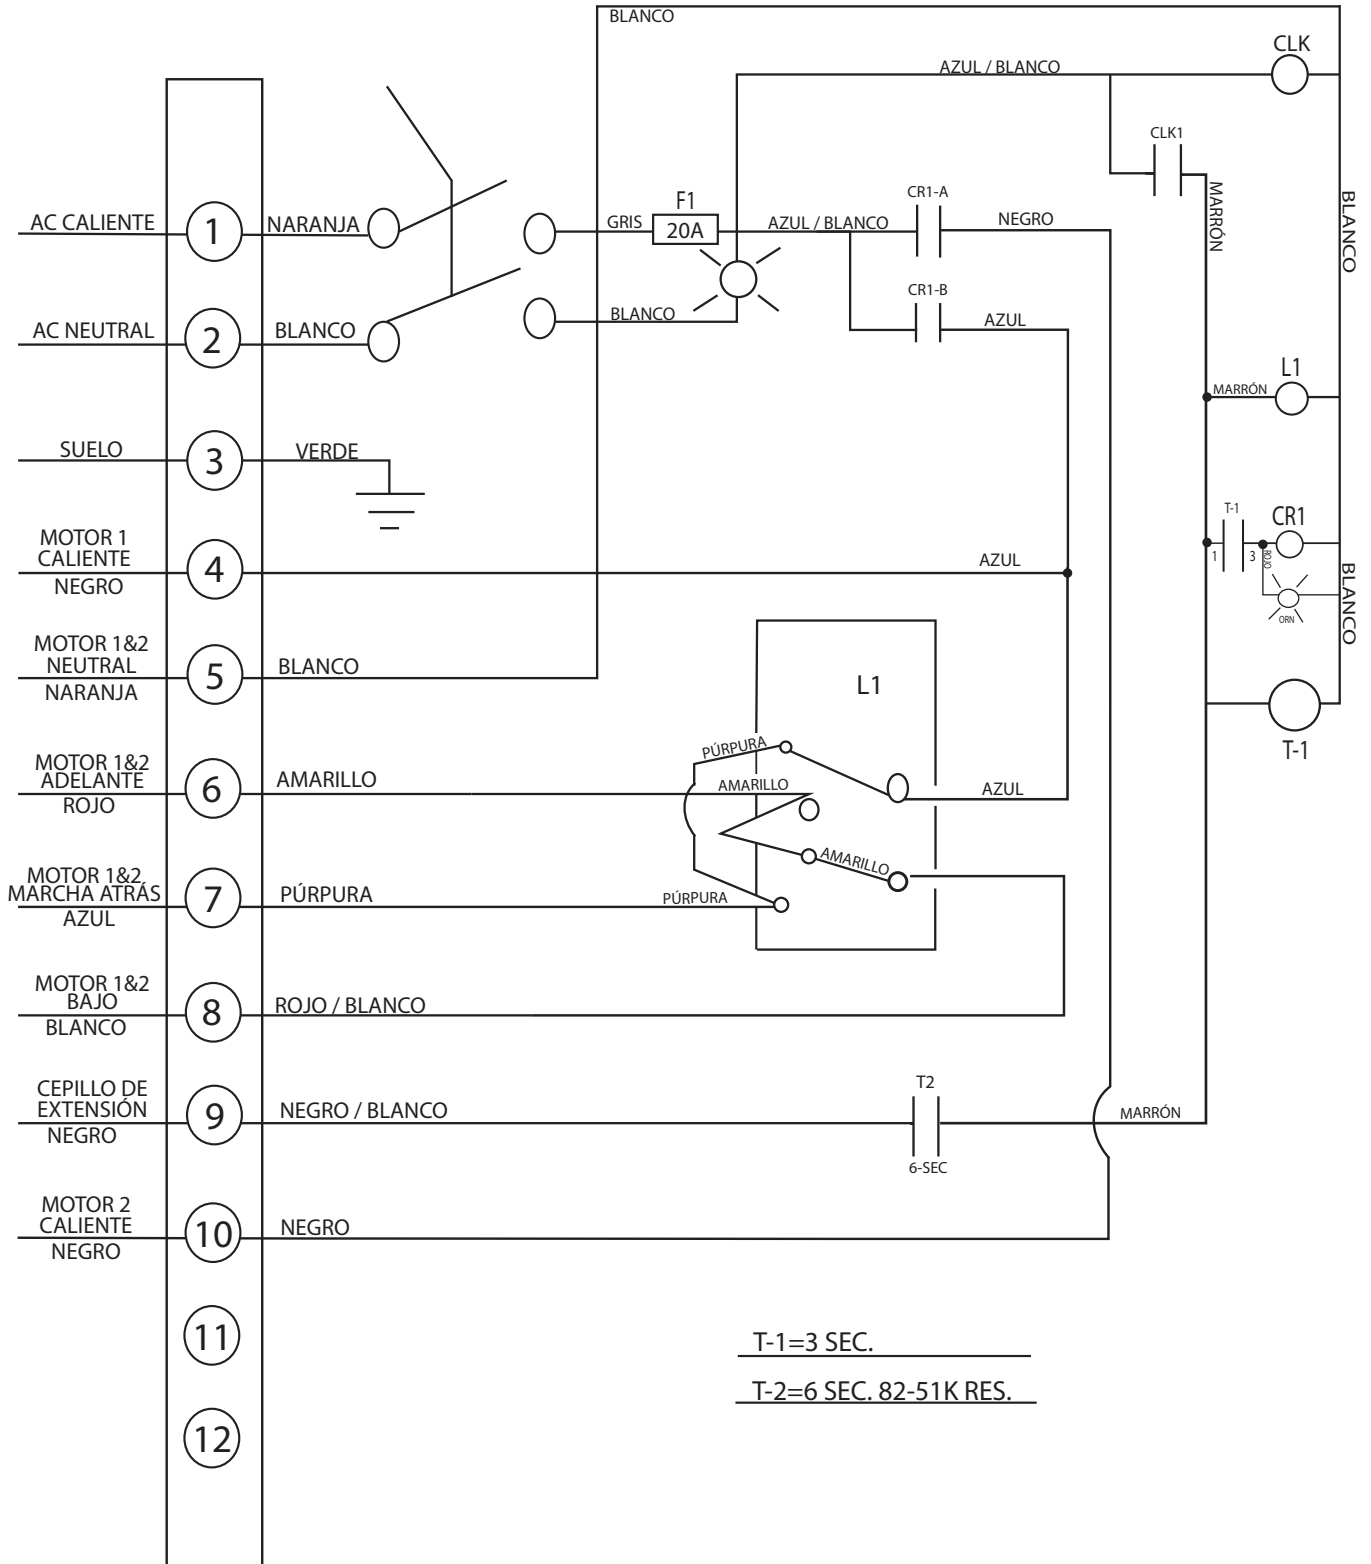 BLANCO
CLK
AZUL / BLANCO
CLK1
MARRÓN
BLANCO
AC CALIENTE
1
NARANJA
GRIS
F1
20A
AZUL / BLANCO
CR1-A
NEGRO
CR1-B
AZUL
BLANCO
AC NEUTRAL
2
BLANCO
L1
MARRÓN
SUELO
3
VERDE
T-1
1
3
CR1
ROJO
ORN
BLANCO
MOTOR 1
CALIENTE
NEGRO
4
AZUL
MOTOR 1&2
NEUTRAL
NARANJA
5
BLANCO
L1
T-1
MOTOR 1&2
ADELANTE
ROJO
6
AMARILLO
PÚRPURA
AMARILLO
AZUL
AMARILLO
MOTOR 1&2
MARCHA ATRÁS
AZUL
7
PÚRPURA
PÚRPURA
MOTOR 1&2
BAJO
BLANCO
8
ROJO / BLANCO
CEPILLO DE
EXTENSIÓN
NEGRO
9
NEGRO / BLANCO
T2
6-SEC
MARRÓN
MOTOR 2
CALIENTE
NEGRO
10
NEGRO
11
12
T-1=3 SEC.
T-2=6 SEC. 82-51K RES.